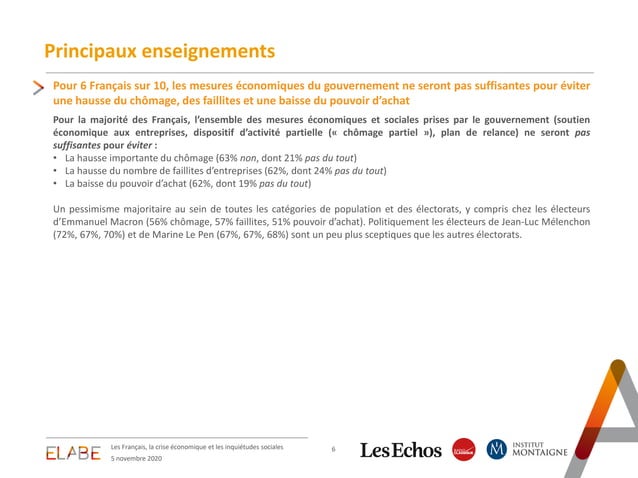 Principaux enseignements
Pour 6 Français sur 10, les mesures économiques du gouvernement ne seront pas suffisantes pour éviter
une hausse du chômage, des faillites et une baisse du pouvoir d’achat
Pour la majorité des Français, l’ensemble des mesures économiques et sociales prises par le gouvernement (soutien
économique aux entreprises, dispositif d’activité partielle (« chômage partiel »), plan de relance) ne seront pas
suffisantes pour éviter :
• La hausse importante du chômage (63% non, dont 21% pas du tout)
• La hausse du nombre de faillites d’entreprises (62%, dont 24% pas du tout)
• La baisse du pouvoir d’achat (62%, dont 19% pas du tout)
Un pessimisme majoritaire au sein de toutes les catégories de population et des électorats, y compris chez les électeurs
d’Emmanuel Macron (56% chômage, 57% faillites, 51% pouvoir d’achat). Politiquement les électeurs de Jean-Luc Mélenchon
(72%, 67%, 70%) et de Marine Le Pen (67%, 67%, 68%) sont un peu plus sceptiques que les autres électorats.
ELABE
Les Français, la crise économique et les inquiétudes sociales
5 novembre 2020
6
LesEchos
RADIO
CLASSIQUE
M
INSTITUT
MONTAIGNE